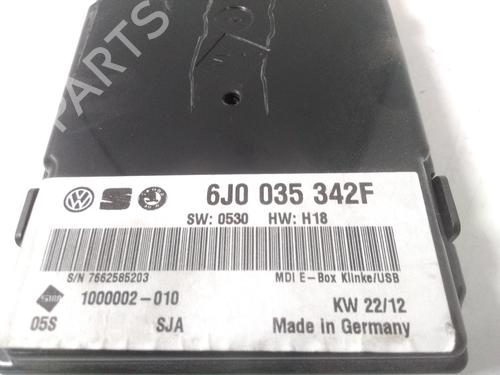 PARTS
6J0 035 342F
SW: 0530 HW: H18
S/N 7662585203 MDI E-Box Klinke/USB
1000002-010 KW 22/12
05S SJA Made in Germany